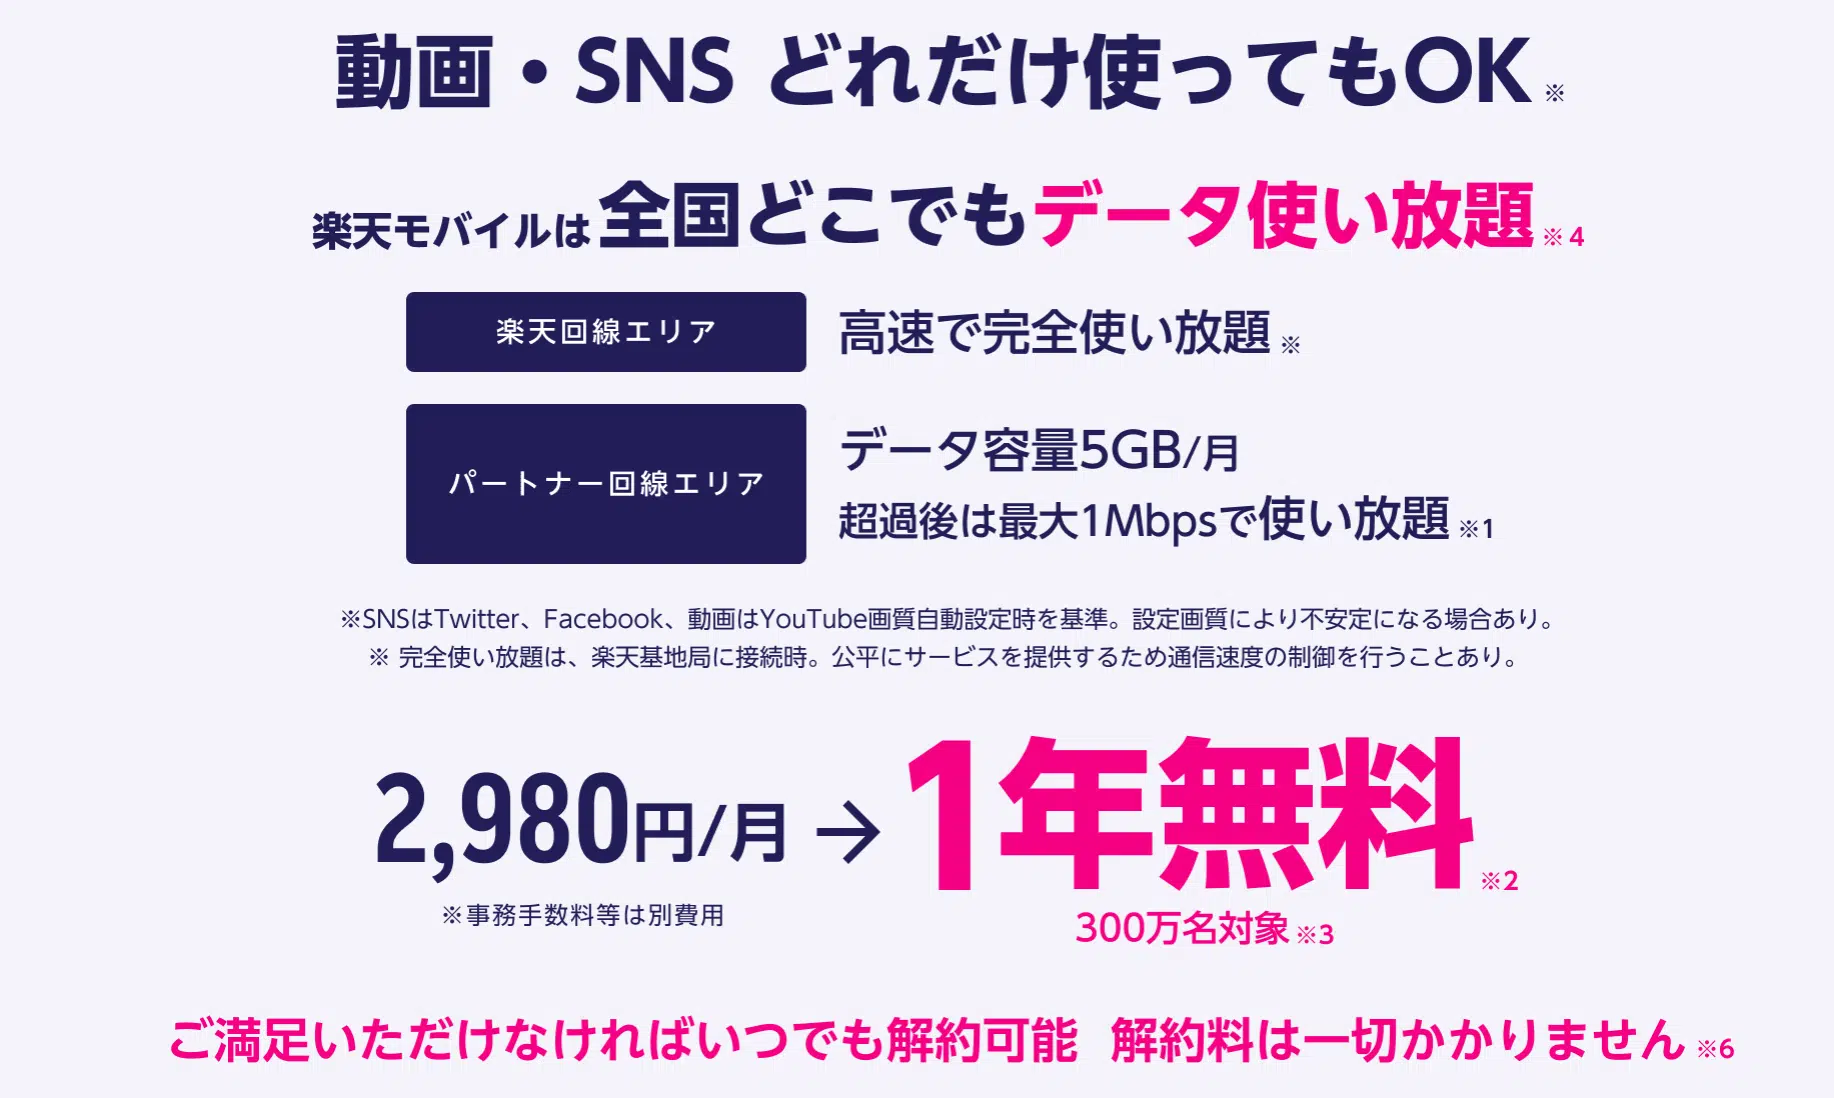 動画・SNS どれだけ使ってもOK※
楽天モバイルは全国どこでもデータ使い放題※4
楽天回線エリア 高速で完全使い放題※
パートナー回線エリア
データ容量5GB/月
超過後は最大1Mbpsで使い放題※1
※SNSはTwitter、Facebook、動画はYouTube画質自動設定時を基準。設定画質により不安定になる場合あり。
※ 完全使い放題は、楽天基地局に接続時。公平にサービスを提供するため通信速度の制御を行うことあり。
2,980円/月→1年無料※2
※事務手数料等は別費用
300万名対象※3
ご満足いただけなければいつでも解約可能 解約料は一切かかりません※6